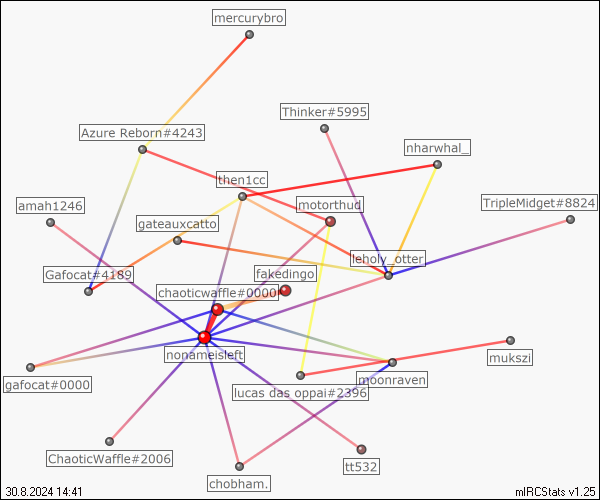 mercurybro
Thinker#5995
Azure Reborn#4243
nharwhal_
then1cc
amah1246
motorthud
TripleMidget#8824
gateauxcatto
leholy_otter
Gafocat#4189
fakedingo
chaoticwaffle#0000
nonameisleft
mukszi
gafocat#0000
moonraven
lucas das oppai#2396
ChaoticWaffle#2006
tt532
chobham.
30.8.2024 14:41
mIRCStats v1.25